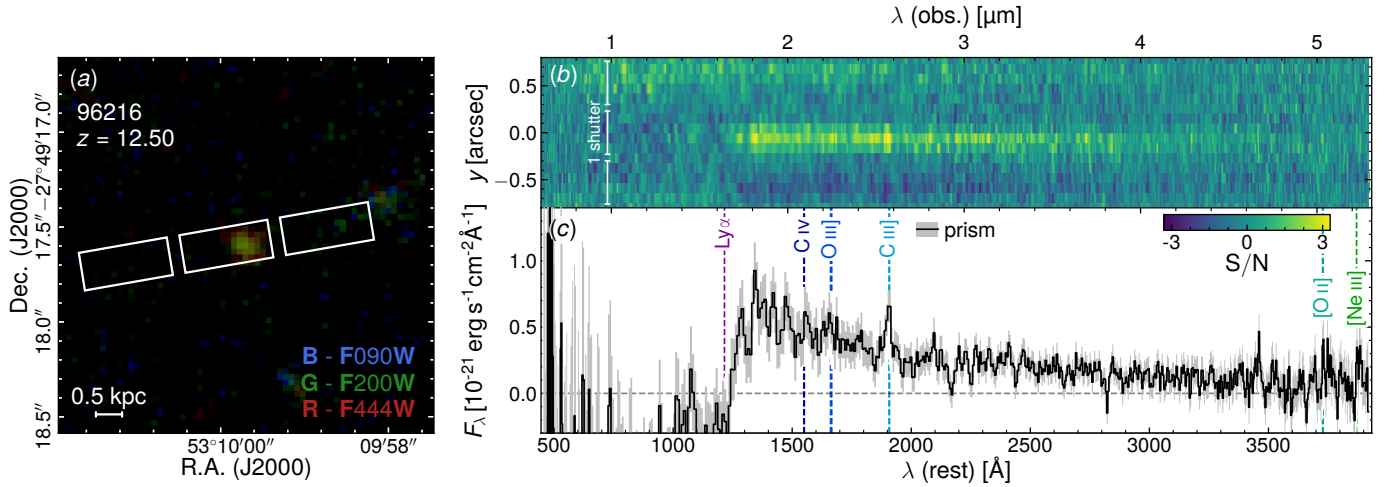 (a)
96216
z = 12.50
B - F090W
G - F200W
R - F444W
0.5 kpc
Dec. (J2000)
−27°49′17.0″
17.5″
18.0″
18.5″
53°10′00″
09′58″
R.A. (J2000)
λ (obs.) [μm]
1 2 3 4 5
(b)
1 shutter
y [arcsec]
0.5
0.0
−0.5
(c)
Lyα
C IV
O III]
C III]
[O II]
[Ne III]
prism
-3 3
S/N
Fλ [10⁻²¹ erg s⁻¹ cm⁻² Å⁻¹]
1.0
0.5
0.0
450 1000 1500 2000 2500 3000 3500
λ (rest) [Å]